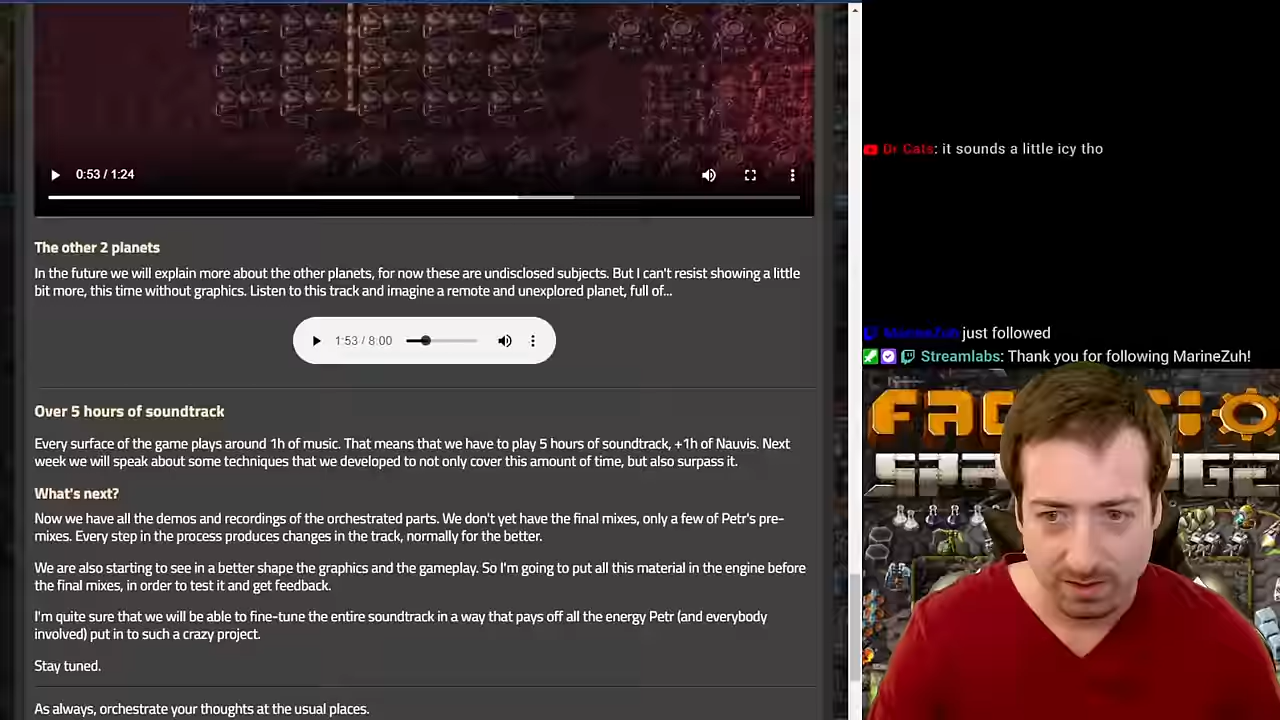 0:53 / 1:24
The other 2 planets
In the future we will explain more about the other planets, for now these are undisclosed subjects. But I can't resist showing a little
bit more, this time without graphics. Listen to this track and imagine a remote and unexplored planet, full of...
1:53 / 8:00
Over 5 hours of soundtrack
Every surface of the game plays around 1h of music. That means that we have to play 5 hours of soundtrack, +1h of Nauvis. Next
week we will speak about some techniques that we developed to not only cover this amount of time, but also surpass it.
What's next?
Now we have all the demos and recordings of the orchestrated parts. We don't yet have the final mixes, only a few of Petr's pre-
mixes. Every step in the process produces changes in the track, normally for the better.
We are also starting to see in a better shape the graphics and the gameplay. So I'm going to put all this material in the engine before
the final mixes, in order to test it and get feedback.
I'm quite sure that we will be able to fine-tune the entire soundtrack in a way that pays off all the energy Petr (and everybody
involved) put in to such a crazy project.
Stay tuned.
As always, orchestrate your thoughts at the usual places.
Dr Cats: it sounds a little icy tho
MarineZuh just followed
Streamlabs: Thank you for following MarineZuh!